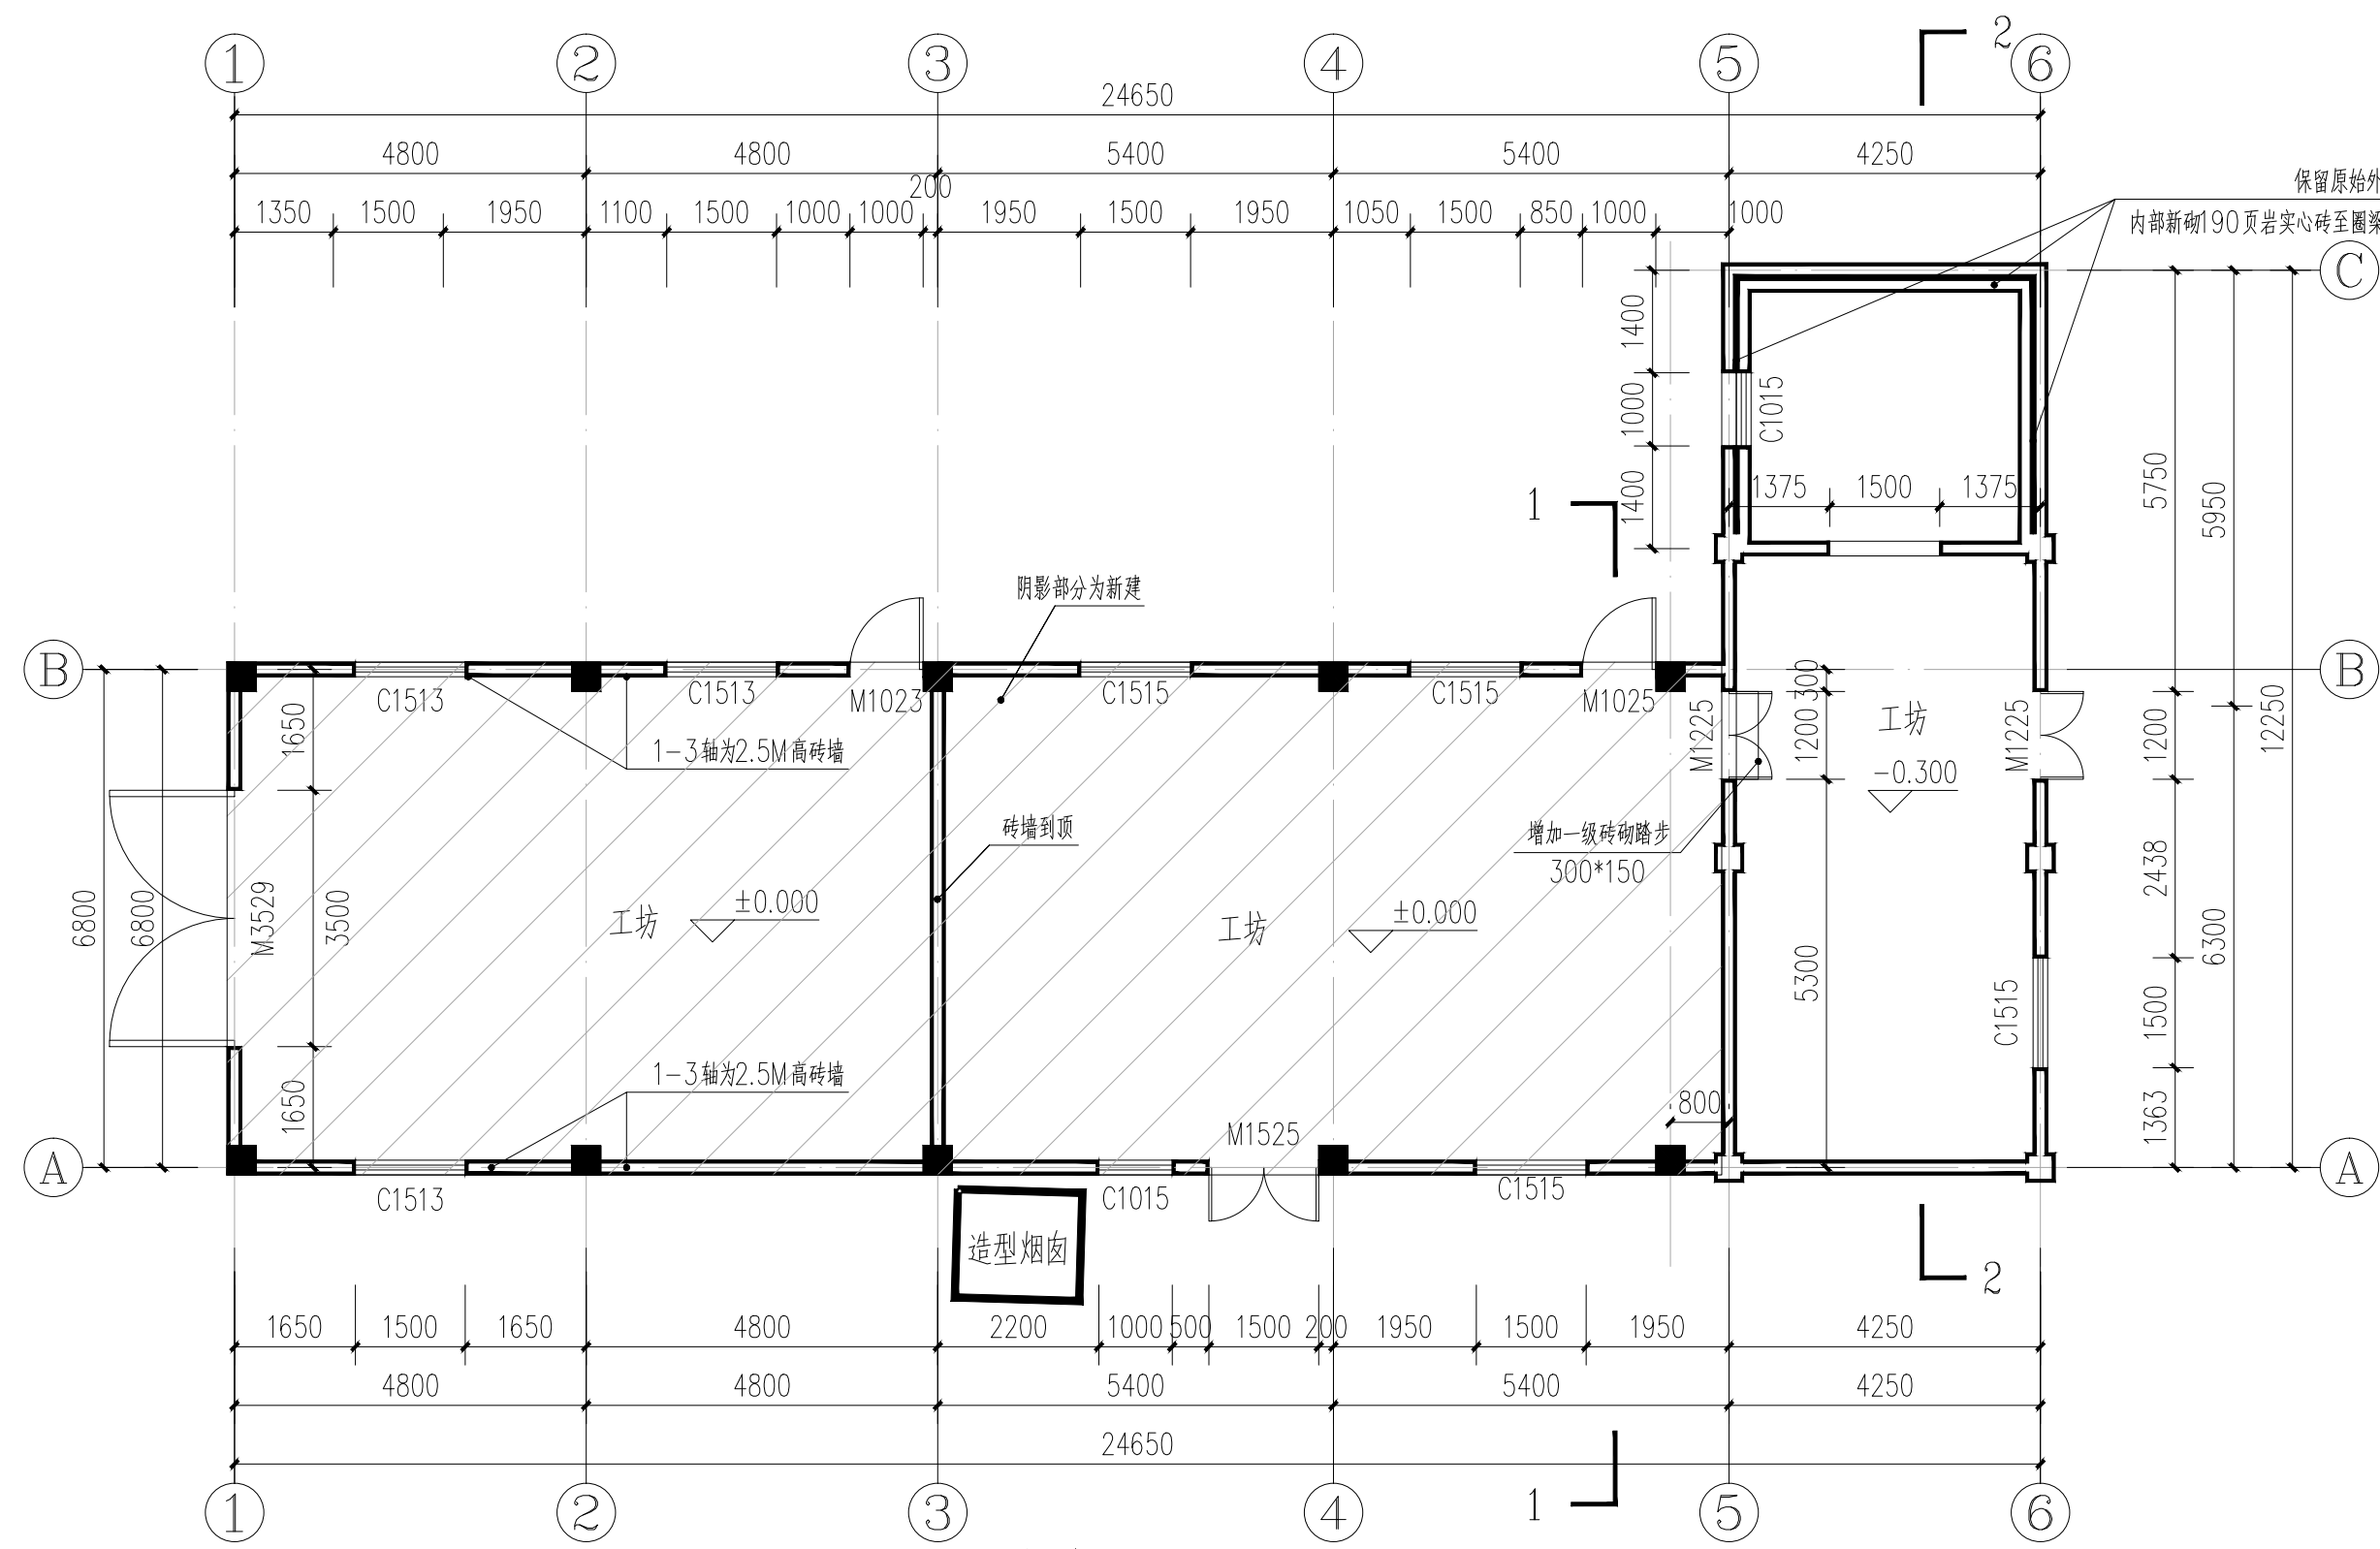 2
1 2 3 4 5 6
24650
4800 4800 5400 5400 4250
200
1350 1500 1950 1100 1500 1000 1000 1950 1500 1950 1050 1500 850 1000 1000
保留原始外
内部新砌190页岩实心砖至圈梁
C
1400
1000
1400
C1015
1375 1500 1375
5750
5950
1
阴影部分为新建
B
B
C1513
C1513
M1023
C1515
C1515
M1025
M1225
300
1200
工坊
-0.300
M1225
1200
12250
1650
1-3轴为2.5M高砖墙
砖墙到顶
增加一级砖砌踏步
300*150
2438
6800
6800
M3529
3500
工坊
±0.000
工坊
±0.000
5300
6300
C1515
1500
1650
1-3轴为2.5M高砖墙
800
1363
M1525
A
A
C1513
C1015
C1515
造型烟囱
2
1650 1500 1650 4800 2200 1000 500 1500 200 1950 1500 1950 4250
4800 4800 5400 5400 4250
24650
1
1 2 3 4 5 6